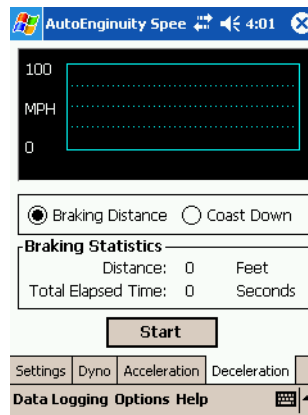 AutoEnginuity Spee 4:01
100
MPH
0
Braking Distance Coast Down
Braking Statistics
Distance: 0 Feet
Total Elapsed Time: 0 Seconds
Start
Settings Dyno Acceleration Deceleration
Data Logging Options Help